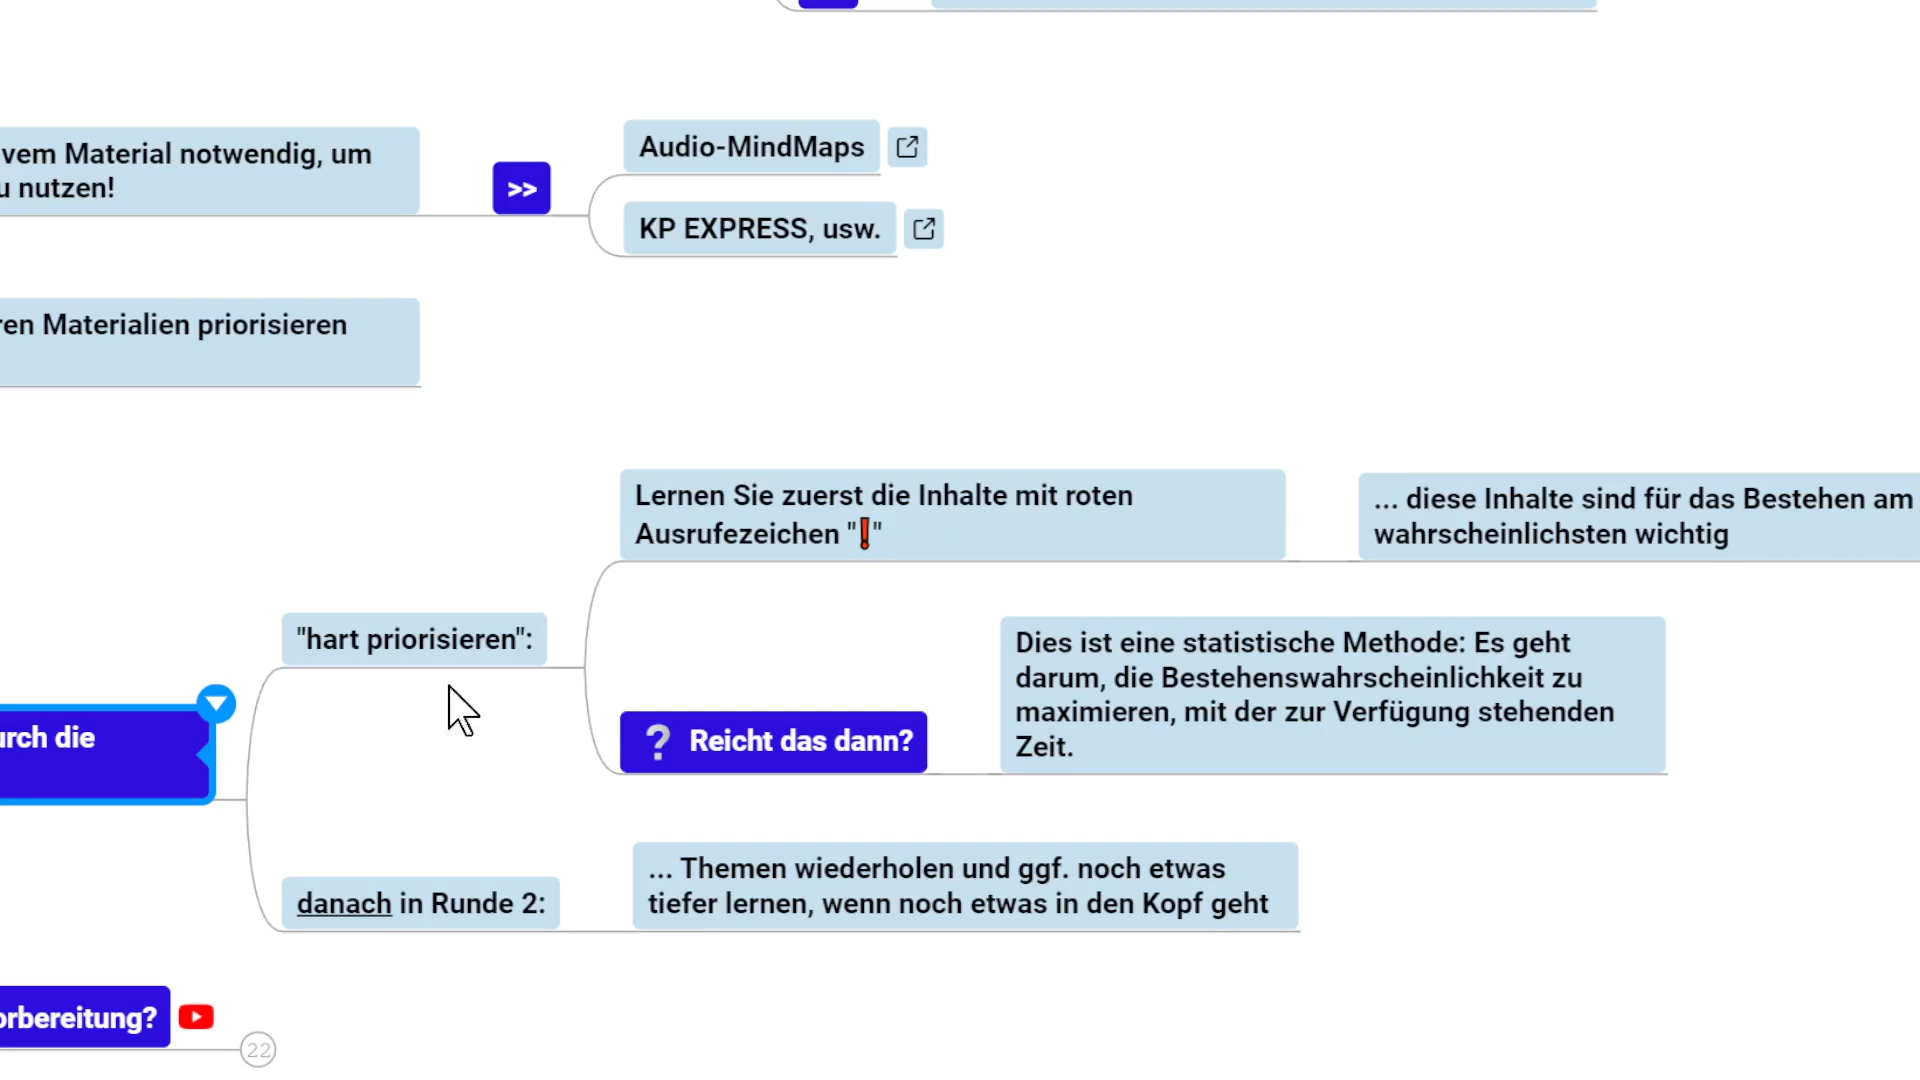 vem Material notwendig, um
u nutzen!
>>
Audio-MindMaps
KP EXPRESS, usw.
ren Materialien priorisieren
Lernen Sie zuerst die Inhalte mit roten
Ausrufezeichen "❗"
... diese Inhalte sind für das Bestehen am
wahrscheinlichsten wichtig
"hart priorisieren":
❔ Reicht das dann?
Dies ist eine statistische Methode: Es geht
darum, die Bestehenswahrscheinlichkeit zu
maximieren, mit der zur Verfügung stehenden
Zeit.
urch die
danach in Runde 2:
... Themen wiederholen und ggf. noch etwas
tiefer lernen, wenn noch etwas in den Kopf geht
orbereitung?
22